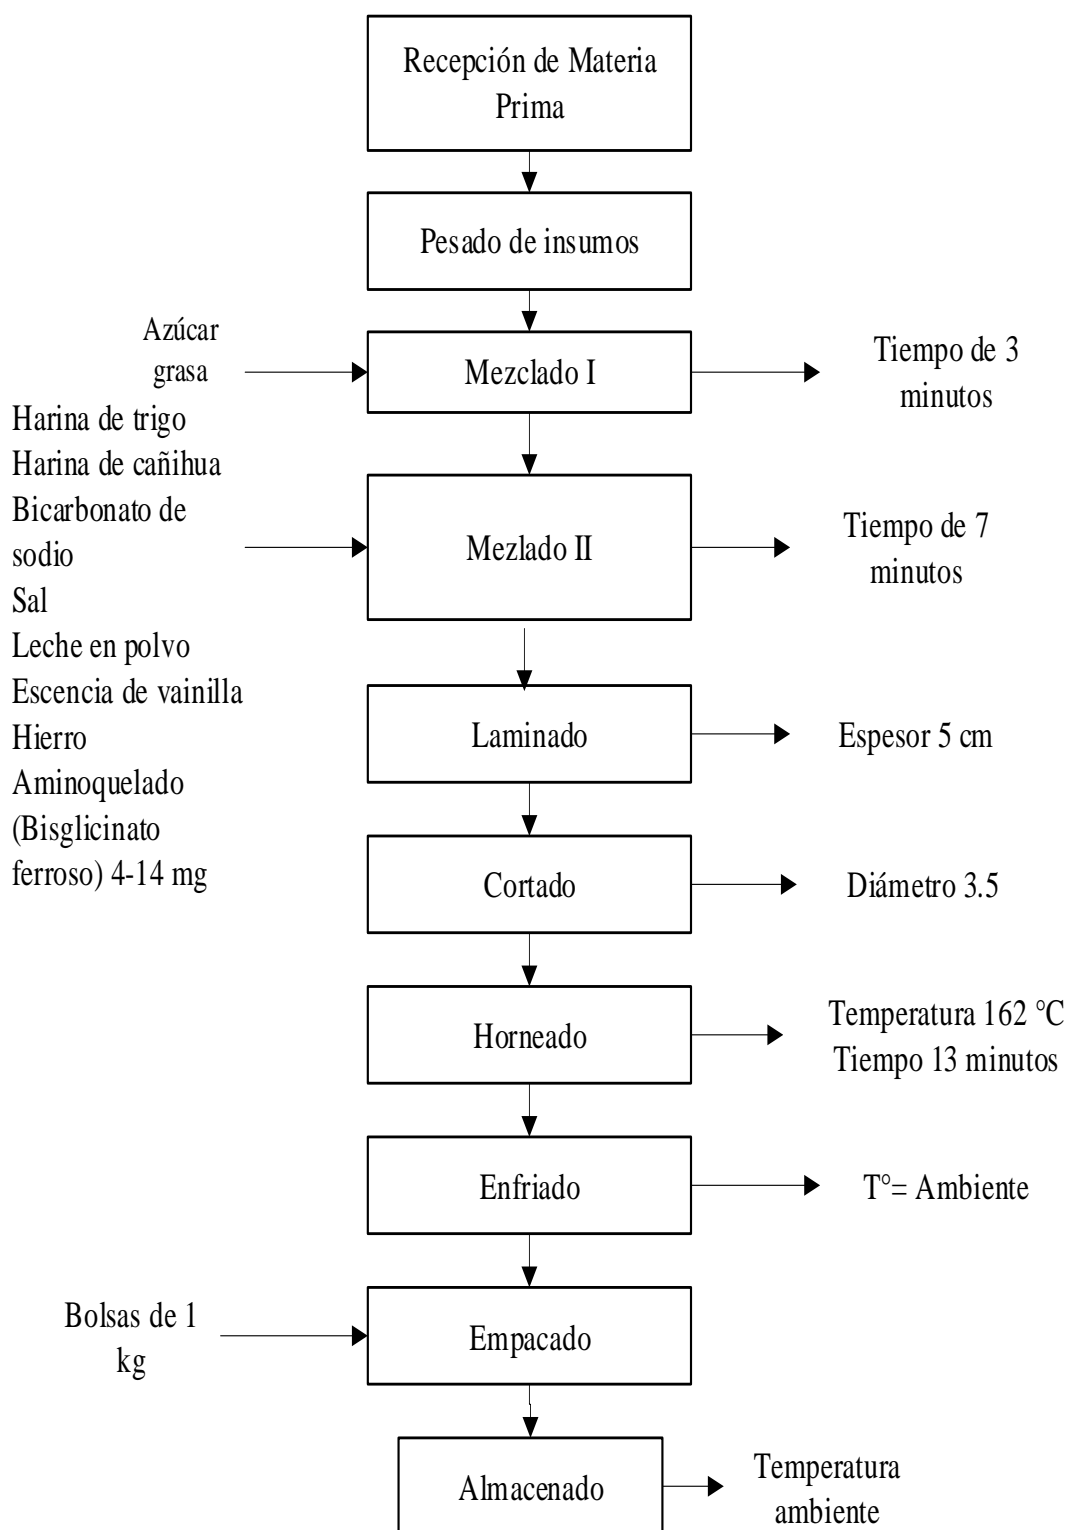 Recepción de Materia
Prima
Pesado de insumos
Azúcar
grasa
Mezclado I
Tiempo de 3
minutos
Harina de trigo
Harina de cañihua
Bicarbonato de
sodio
Sal
Leche en polvo
Escencia de vainilla
Hierro
Aminoquelado
(Bisglicinato
ferroso) 4-14 mg
Mezlado II
Tiempo de 7
minutos
Laminado
Espesor 5 cm
Cortado
Diámetro 3.5
Horneado
Temperatura 162 °C
Tiempo 13 minutos
Enfriado
T°= Ambiente
Bolsas de 1
kg
Empacado
Almacenado
Temperatura
ambiente